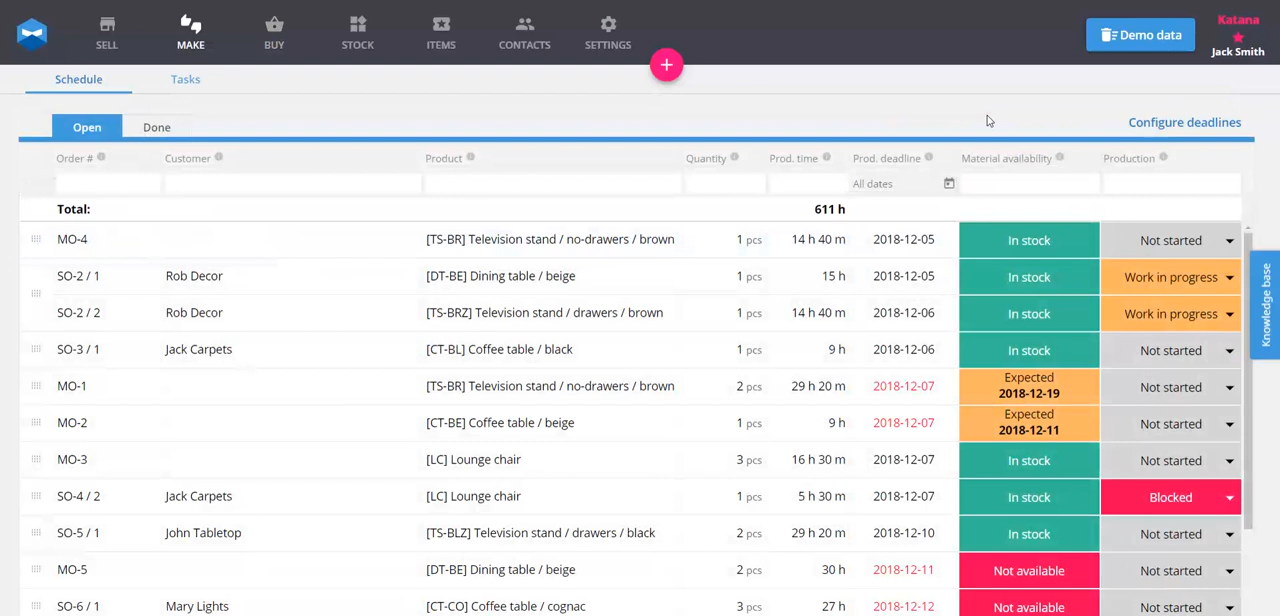 SELL
MAKE
BUY
STOCK
ITEMS
CONTACTS
SETTINGS
Demo data
Katana
Jack Smith
Schedule
Tasks
Open
Done
Configure deadlines
Order #
Customer
Product
Quantity
Prod. time
Prod. deadline
Material availability
Production
All dates
Total: 611 h
MO-4 [TS-BR] Television stand / no-drawers / brown 1 pcs 14 h 40 m 2018-12-05 In stock Not started
SO-2 / 1 Rob Decor [DT-BE] Dining table / beige 1 pcs 15 h 2018-12-05 In stock Work in progress
SO-2 / 2 Rob Decor [TS-BRZ] Television stand / drawers / brown 1 pcs 14 h 40 m 2018-12-06 In stock Work in progress
SO-3 / 1 Jack Carpets [CT-BL] Coffee table / black 1 pcs 9 h 2018-12-06 In stock Not started
MO-1 [TS-BR] Television stand / no-drawers / brown 2 pcs 29 h 20 m 2018-12-07 Expected 2018-12-19 Not started
MO-2 [CT-BE] Coffee table / beige 1 pcs 9 h 2018-12-07 Expected 2018-12-11 Not started
MO-3 [LC] Lounge chair 3 pcs 16 h 30 m 2018-12-07 In stock Not started
SO-4 / 2 Jack Carpets [LC] Lounge chair 1 pcs 5 h 30 m 2018-12-07 In stock Blocked
SO-5 / 1 John Tabletop [TS-BLZ] Television stand / drawers / black 2 pcs 29 h 20 m 2018-12-10 In stock Not started
MO-5 [DT-BE] Dining table / beige 2 pcs 30 h 2018-12-11 Not available Not started
SO-6 / 1 Mary Lights [CT-CO] Coffee table / cognac 3 pcs 27 h 2018-12-12 Not available Not started
Knowledge base